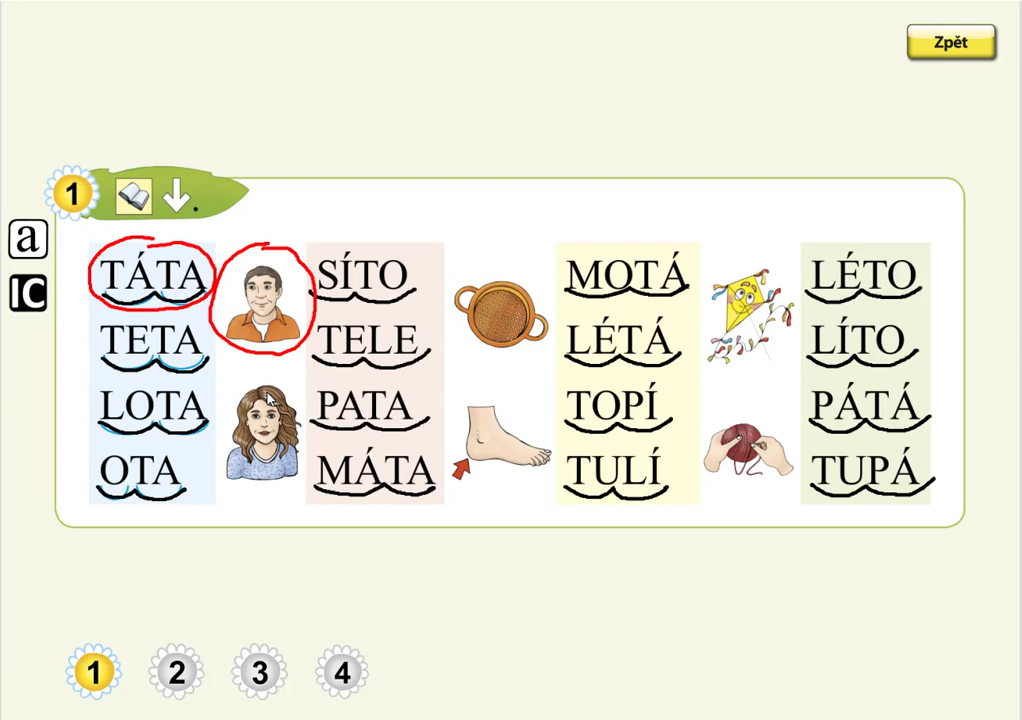 Zpět
1
a
IC
TÁTA
TETA
LOTA
OTA
SÍTO
TELE
PATA
MÁTA
MOTÁ
LÉTÁ
TOPÍ
TULÍ
LÉTO
LÍTO
PÁTÁ
TUPÁ
1 2 3 4